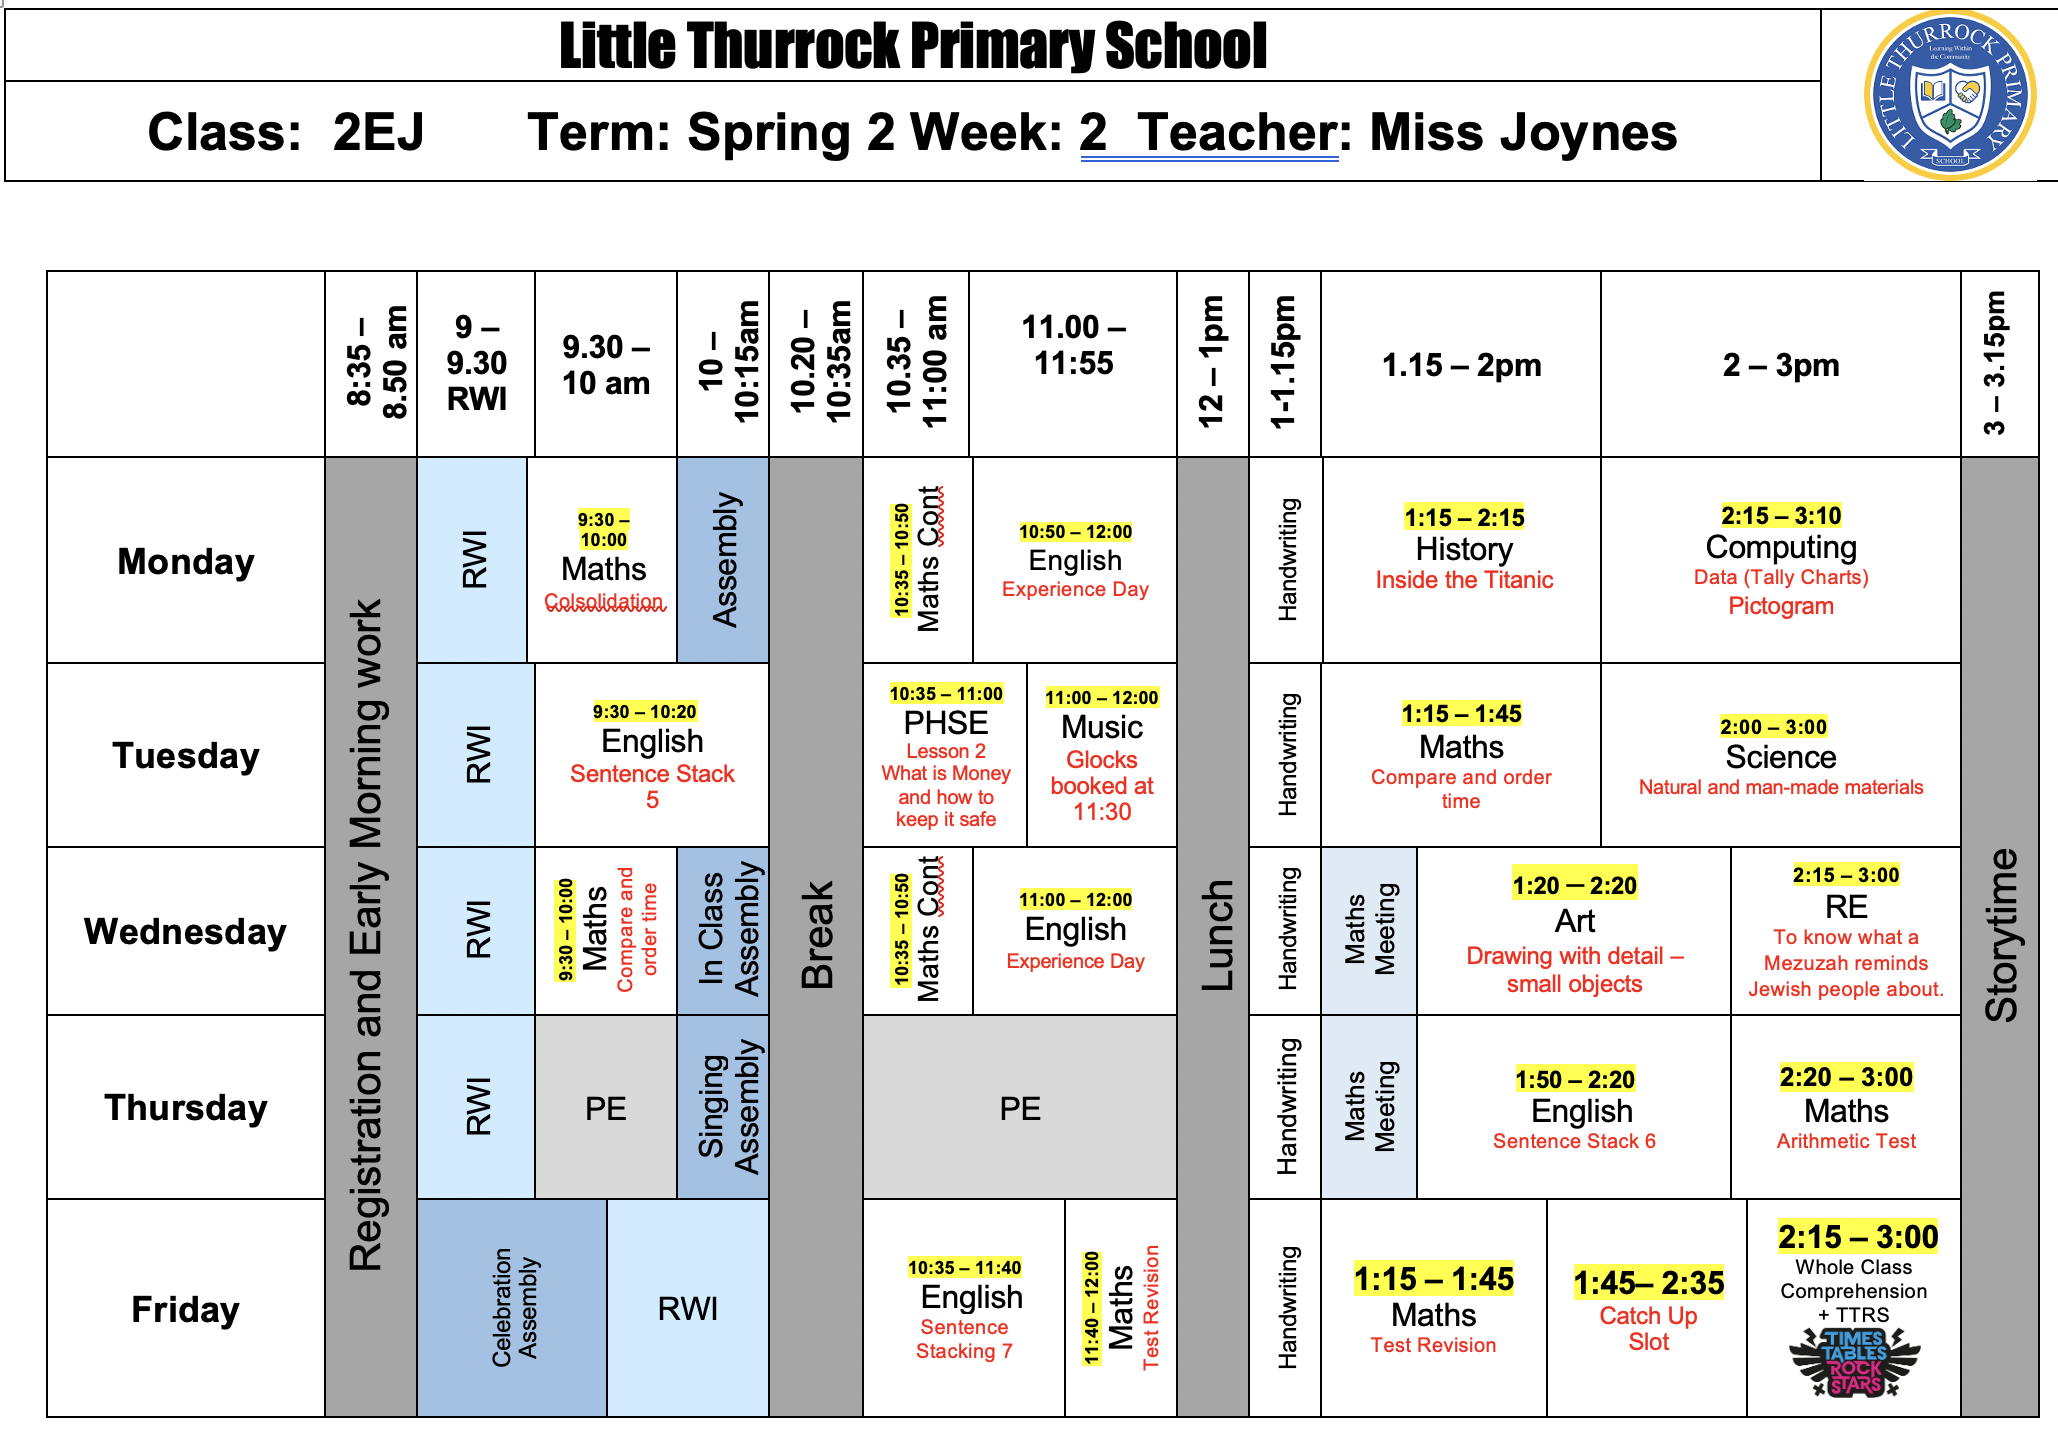 Little Thurrock Primary School
Class:  2EJ  Term: Spring 2 Week: 2  Teacher: Miss Joynes
LITTLE THURROCK PRIMARY
Learning Within
the Community
SCHOOL
8:35 –
8.50 am
9 –
9.30
RWI
9.30 –
10 am
10 –
10:15am
10.20 –
10:35am
10.35 –
11:00 am
11.00 –
11:55
12 – 1pm
1-1.15pm
1.15 – 2pm
2 – 3pm
3 – 3.15pm
Registration and Early Morning work
Break
Lunch
Storytime
Monday
RWI
9:30 –
10:00
Maths
Colsolidation
Assembly
10:35 – 10:50
Maths Cont
10:50 – 12:00
English
Experience Day
Handwriting
1:15 – 2:15
History
Inside the Titanic
2:15 – 3:10
Computing
Data (Tally Charts)
Pictogram
Tuesday
RWI
9:30 – 10:20
English
Sentence Stack
5
10:35 – 11:00
PHSE
Lesson 2
What is Money
and how to
keep it safe
11:00 – 12:00
Music
Glocks
booked at
11:30
Handwriting
1:15 – 1:45
Maths
Compare and order
time
2:00 – 3:00
Science
Natural and man-made materials
Wednesday
RWI
9:30 – 10:00
Maths
Compare and
order time
In Class
Assembly
10:35 – 10:50
Maths Cont
11:00 – 12:00
English
Experience Day
Handwriting
Maths
Meeting
1:20 – 2:20
Art
Drawing with detail –
small objects
2:15 – 3:00
RE
To know what a
Mezuzah reminds
Jewish people about.
Thursday
RWI
PE
Singing
Assembly
PE
Handwriting
Maths
Meeting
1:50 – 2:20
English
Sentence Stack 6
2:20 – 3:00
Maths
Arithmetic Test
Friday
Celebration
Assembly
RWI
10:35 – 11:40
English
Sentence
Stacking 7
11:40 – 12:00
Maths
Test Revision
Handwriting
1:15 – 1:45
Maths
Test Revision
1:45– 2:35
Catch Up
Slot
2:15 – 3:00
Whole Class
Comprehension
+ TTRS
TIMES
TABLES
ROCK
STARS